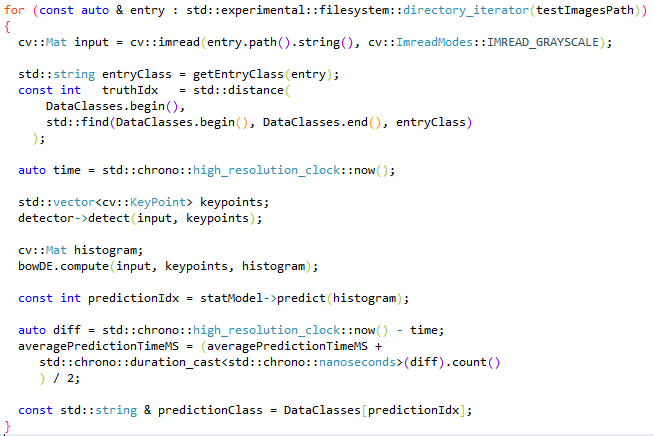 for (const auto & entry : std::experimental::filesystem::directory_iterator(testImagesPath))
{
cv::Mat input = cv::imread(entry.path().string(), cv::ImreadModes::IMREAD_GRAYSCALE);
std::string entryClass = getEntryClass(entry);
const int truthIdx = std::distance(
DataClasses.begin(),
std::find(DataClasses.begin(), DataClasses.end(), entryClass)
);
auto time = std::chrono::high_resolution_clock::now();
std::vector<cv::KeyPoint> keypoints;
detector->detect(input, keypoints);
cv::Mat histogram;
bowDE.compute(input, keypoints, histogram);
const int predictionIdx = statModel->predict(histogram);
auto diff = std::chrono::high_resolution_clock::now() - time;
averagePredictionTimeMS = (averagePredictionTimeMS +
std::chrono::duration_cast<std::chrono::nanoseconds>(diff).count()
) / 2;
const std::string & predictionClass = DataClasses[predictionIdx];
}